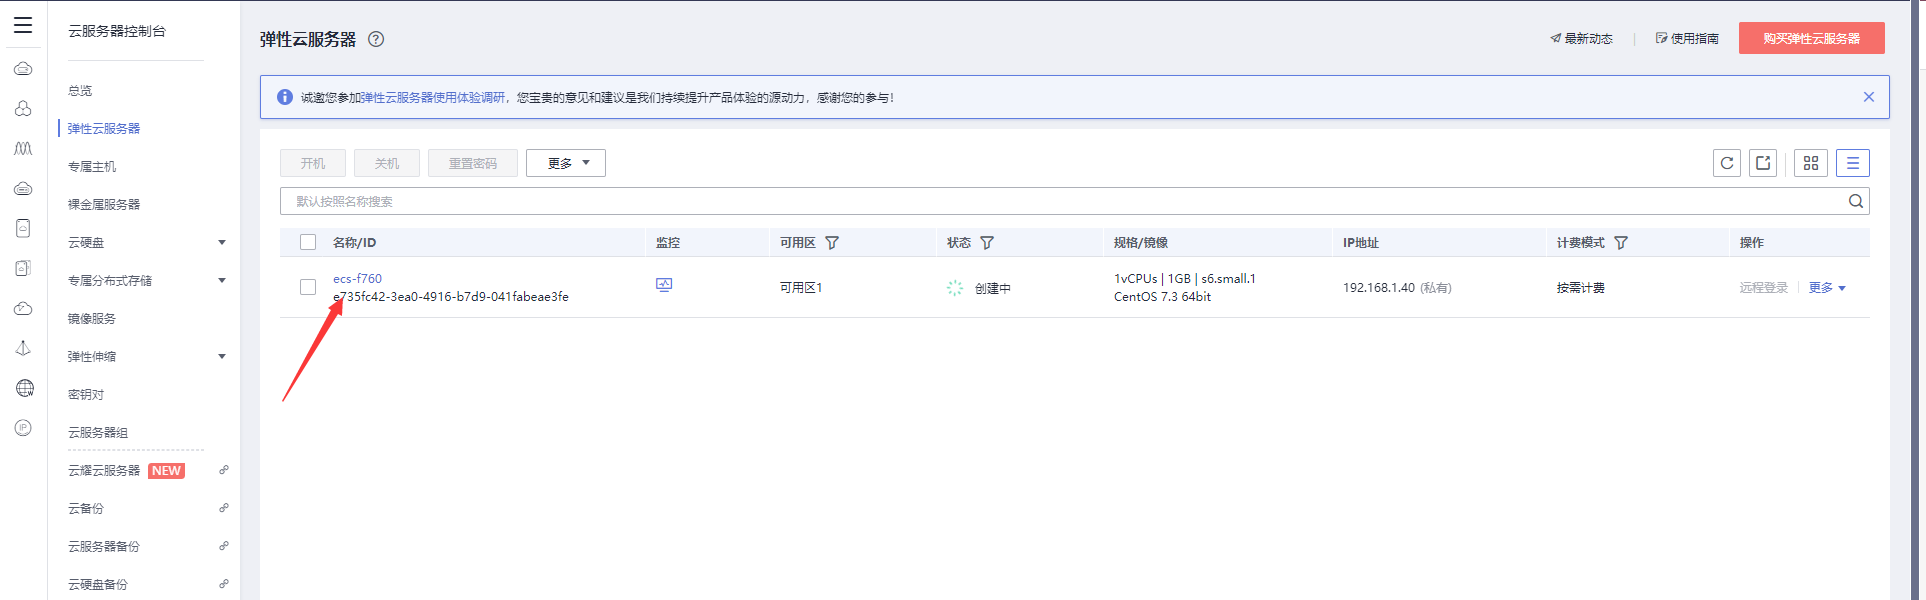 云服务器控制台
总览
弹性云服务器
专属主机
裸金属服务器
云硬盘
专属分布式存储
镜像服务
弹性伸缩
密钥对
云服务器组
云耀云服务器 NEW
云备份
云服务器备份
云硬盘备份
弹性云服务器 ?
最新动态 | 使用指南 购买弹性云服务器
诚邀您参加弹性云服务器使用体验调研，您宝贵的意见和建议是我们持续提升产品体验的源动力，感谢您的参与！
开机 关机 重置密码 更多
默认按照名称搜索
名称/ID 监控 可用区 状态 规格/镜像 IP地址 计费模式 操作
ecs-f760
e735fc42-3ea0-4916-b7d9-041fabeae3fe
可用区1
创建中
1vCPUs | 1GB | s6.small.1
CentOS 7.3 64bit
192.168.1.40 (私有)
按需计费
远程登录 更多
IP